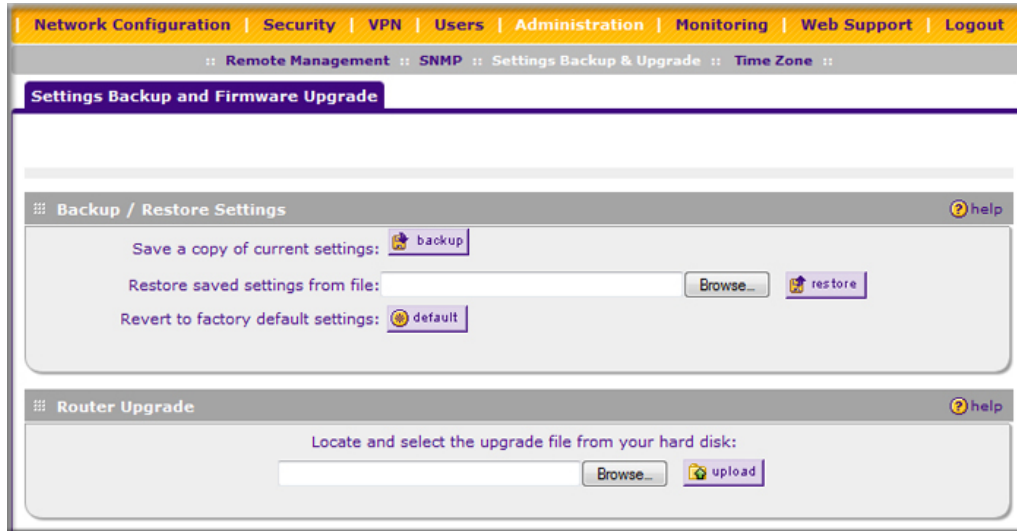 | Network Configuration | Security | VPN | Users | Administration | Monitoring | Web Support | Logout
:: Remote Management :: SNMP :: Settings Backup & Upgrade :: Time Zone ::
Settings Backup and Firmware Upgrade
Backup / Restore Settings ?help
Save a copy of current settings: backup
Restore saved settings from file: Browse... restore
Revert to factory default settings: default
Router Upgrade ?help
Locate and select the upgrade file from your hard disk:
Browse... upload